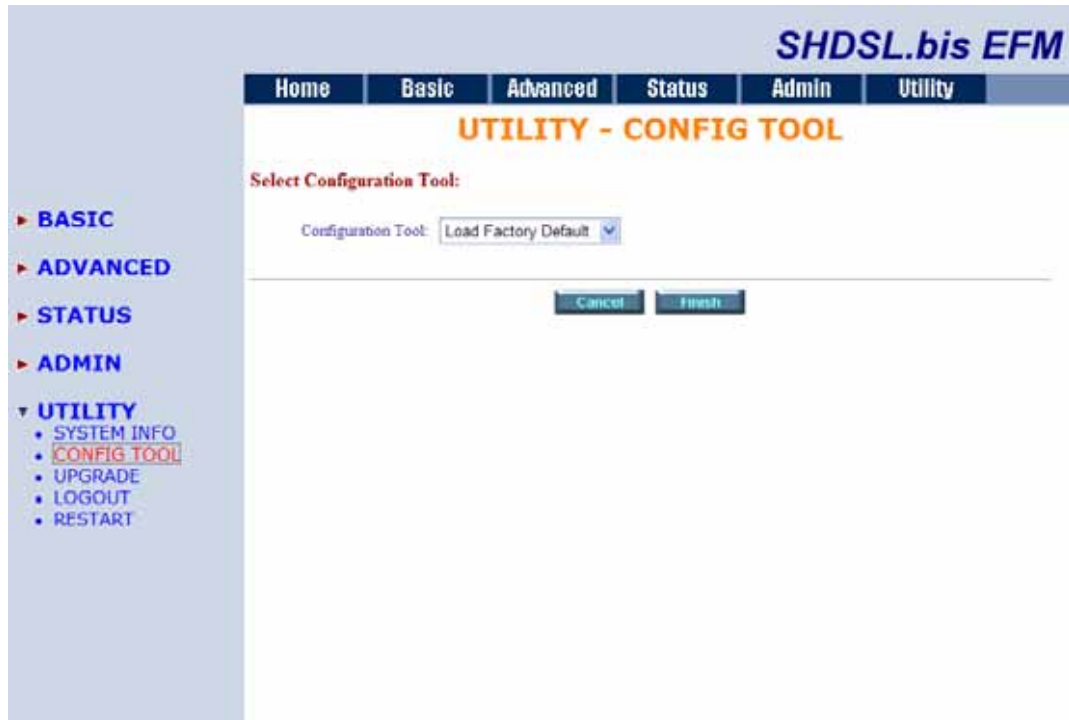 SHDSL.bis EFM
Home Basic Advanced Status Admin Utility
UTILITY - CONFIG TOOL
Select Configuration Tool:
Configuration Tool: Load Factory Default
Cancel Finish
BASIC
ADVANCED
STATUS
ADMIN
UTILITY
SYSTEM INFO
CONFIG TOOL
UPGRADE
LOGOUT
RESTART